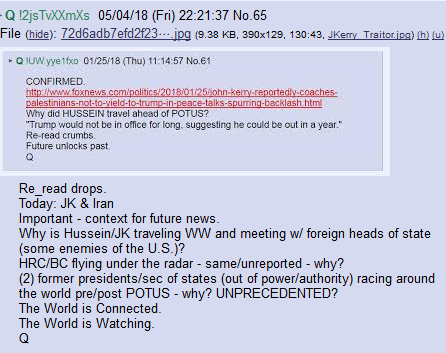 Q !2jsTvXXmXs 05/04/18 (Fri) 22:21:37 No.65
File (hide): 72d6adb7efd2f23⋯.jpg (9.38 KB, 390x129, 130:43, JKerry_Traitor.jpg) (h) (u)
Q !UW.yye1fxo 01/25/18 (Thu) 11:14:57 No.61
CONFIRMED.
http://www.foxnews.com/politics/2018/01/25/john-kerry-reportedly-coaches-
palestinians-not-to-yield-to-trump-in-peace-talks-spurring-backlash.html
Why did HUSSEIN travel ahead of POTUS?
"Trump would not be in office for long, suggesting he could be out in a year."
Re-read crumbs.
Future unlocks past.
Q
Re_read drops.
Today: JK & Iran
Important - context for future news.
Why is Hussein/JK traveling WW and meeting w/ foreign heads of state
(some enemies of the U.S.)?
HRC/BC flying under the radar - same/unreported - why?
(2) former presidents/sec of states (out of power/authority) racing around
the world pre/post POTUS - why? UNPRECEDENTED?
The World is Connected.
The World is Watching.
Q